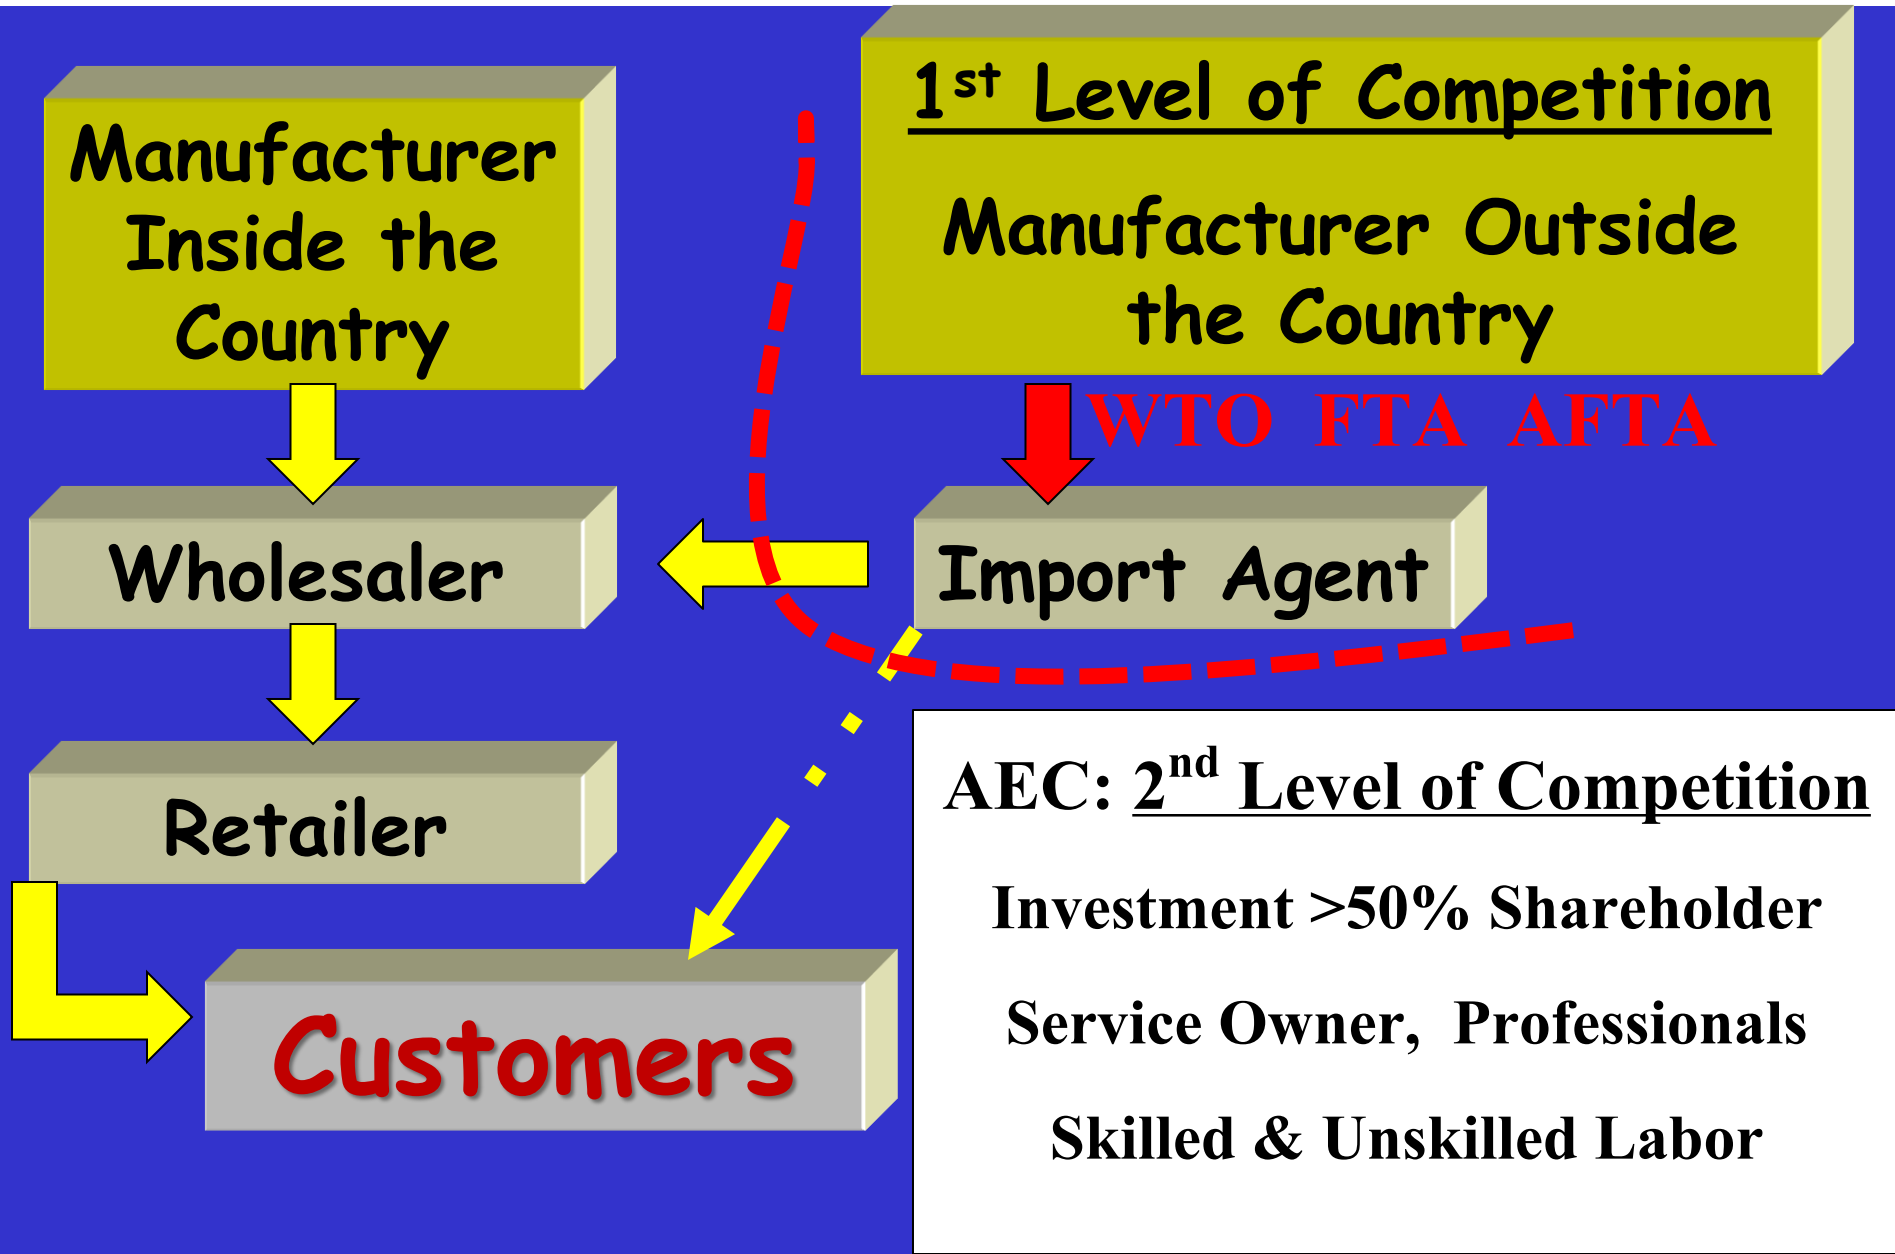 Manufacturer
Inside the
Country
1st Level of Competition
Manufacturer Outside
the Country
WTO FTA AFTA
Wholesaler
Import Agent
Retailer
Customers
AEC: 2nd Level of Competition
Investment >50% Shareholder
Service Owner, Professionals
Skilled & Unskilled Labor